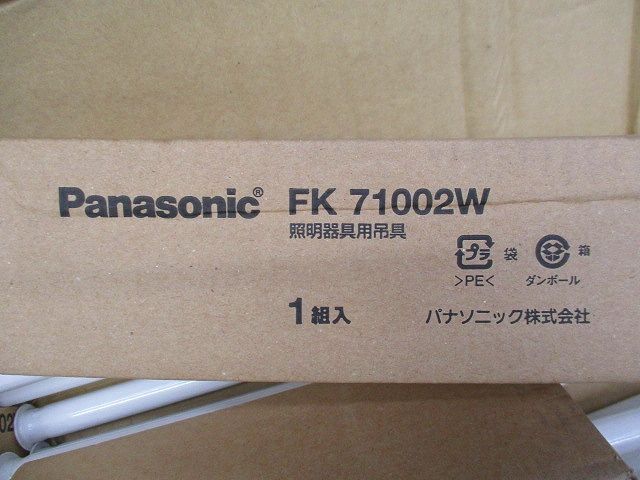 Panasonic® FK 71002W
照明器具用吊具
プラ 袋 箱
>PE< ダンボール
1組入 パナソニック株式会社
02